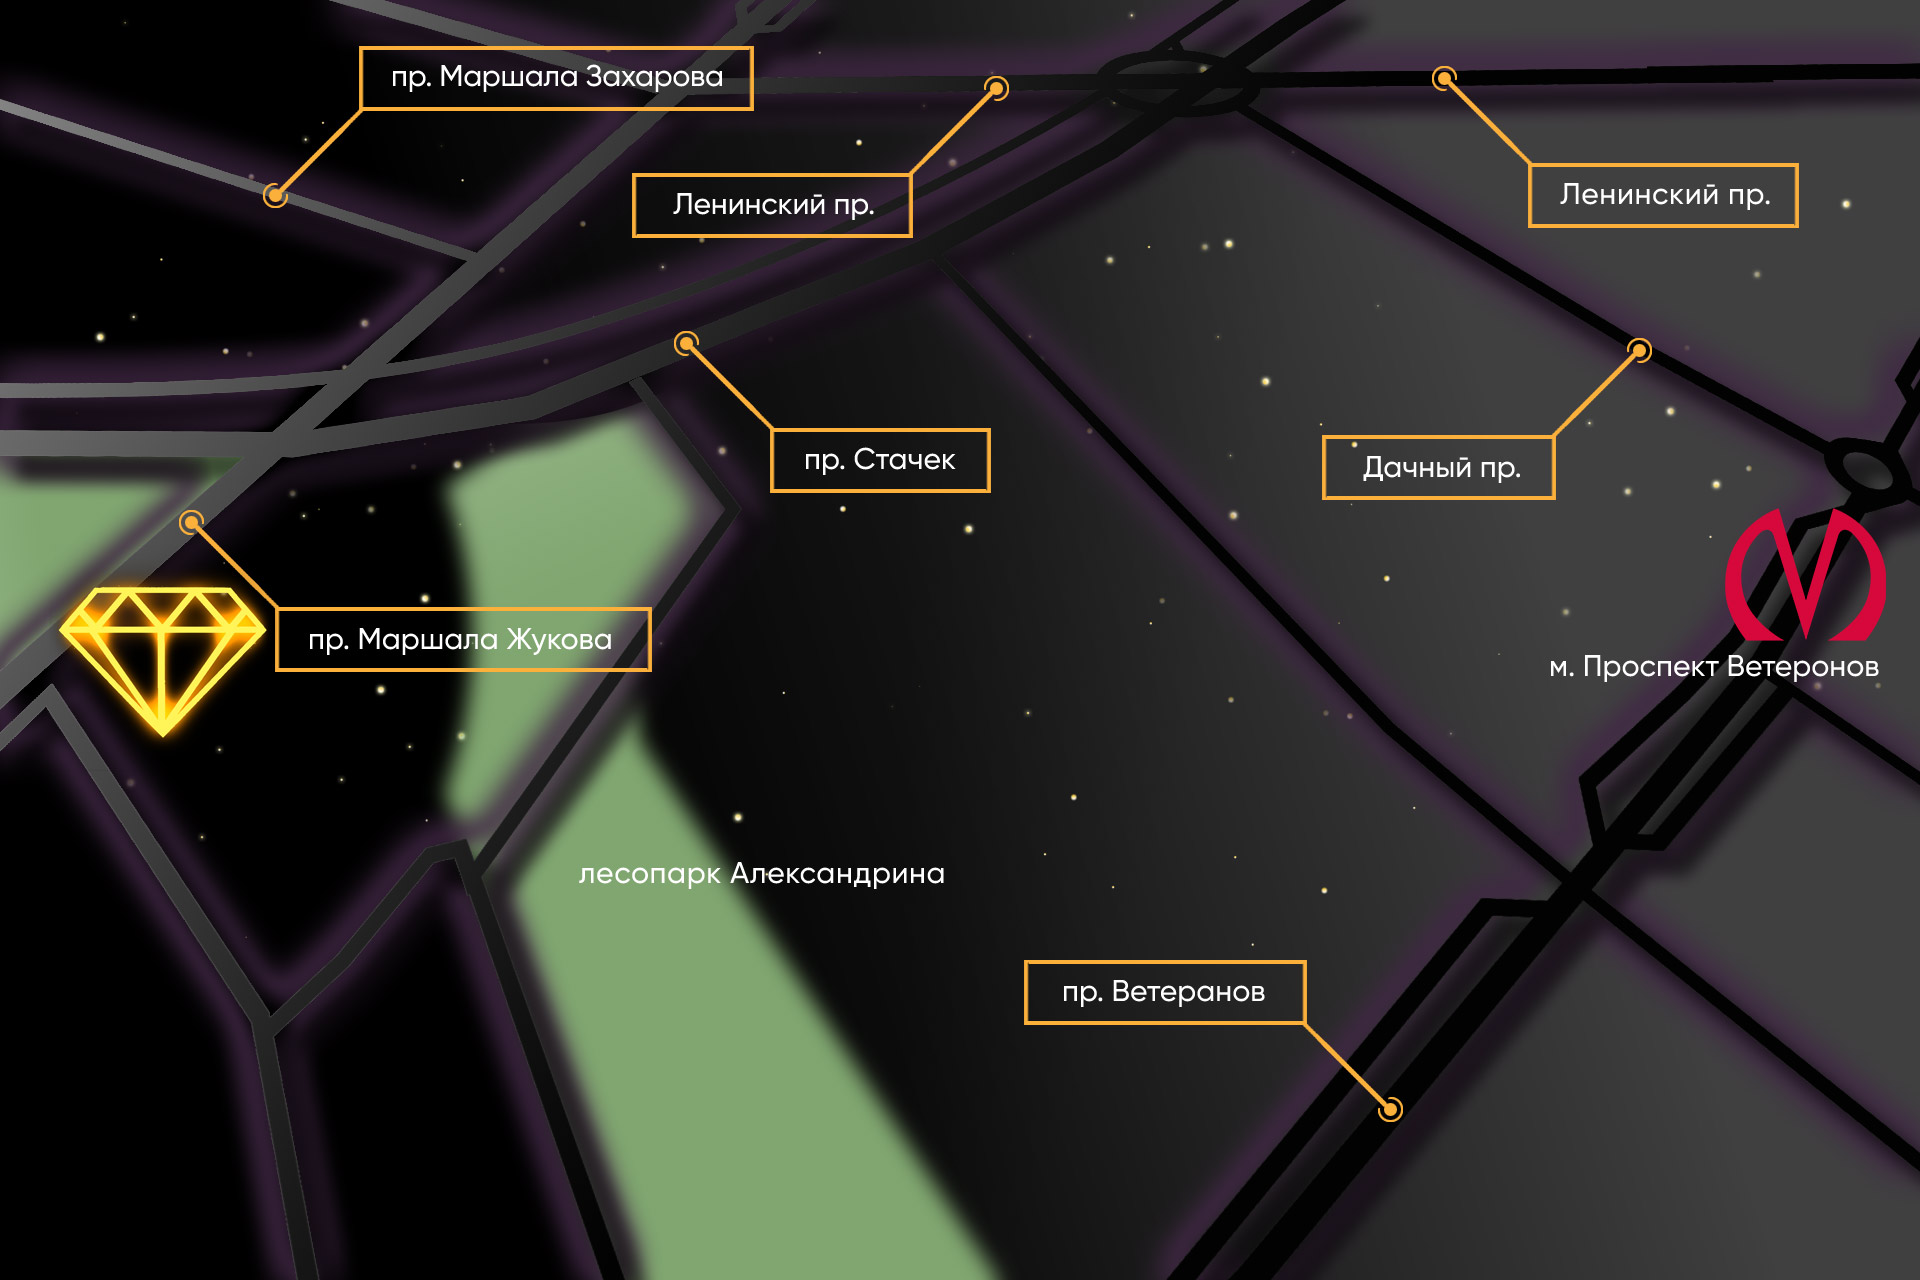 пр. Маршала Захарова
Ленинский пр.
Ленинский пр.
пр. Стачек
Дачный пр.
пр. Маршала Жукова
м. Проспект Ветеронов
лесопарк Александрина
пр. Ветеранов